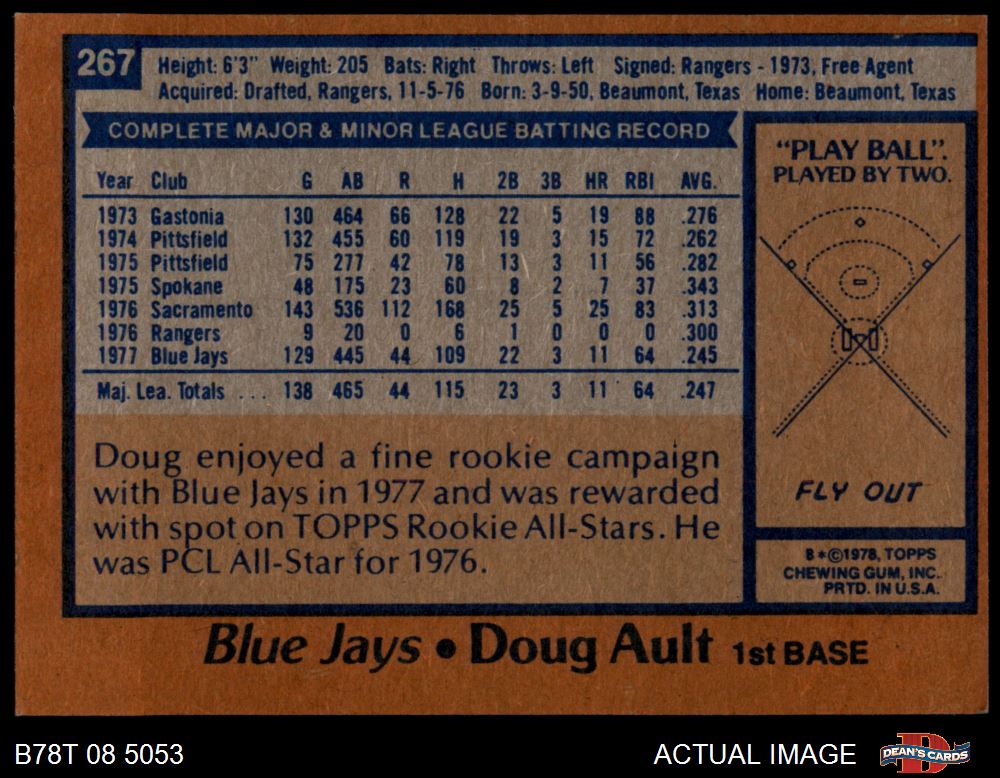 267
Height: 6'3" Weight: 205 Bats: Right Throws: Left Signed: Rangers - 1973, Free Agent
Acquired: Drafted, Rangers, 11-5-76 Born: 3-9-50, Beaumont, Texas Home: Beaumont, Texas
COMPLETE MAJOR & MINOR LEAGUE BATTING RECORD
Year Club G AB R H 2B 3B HR RBI AVG.
1973 Gastonia 130 464 66 128 22 5 19 88 .276
1974 Pittsfield 132 455 60 119 19 3 15 72 .262
1975 Pittsfield 75 277 42 78 13 3 11 56 .282
1975 Spokane 48 175 23 60 8 2 7 37 .343
1976 Sacramento 143 536 112 168 25 5 25 83 .313
1976 Rangers 9 20 0 6 1 0 0 0 .300
1977 Blue Jays 129 445 44 109 22 3 11 64 .245
Maj. Lea. Totals ... 138 465 44 115 23 3 11 64 .247
Doug enjoyed a fine rookie campaign
with Blue Jays in 1977 and was rewarded
with spot on TOPPS Rookie All-Stars. He
was PCL All-Star for 1976.
"PLAY BALL".
PLAYED BY TWO.
FLY OUT
B*©1978, TOPPS
CHEWING GUM, INC.
PRTD. IN U.S.A.
Blue Jays • Doug Ault 1st BASE
B78T 08 5053
ACTUAL IMAGE
D
DEAN'S CARDS